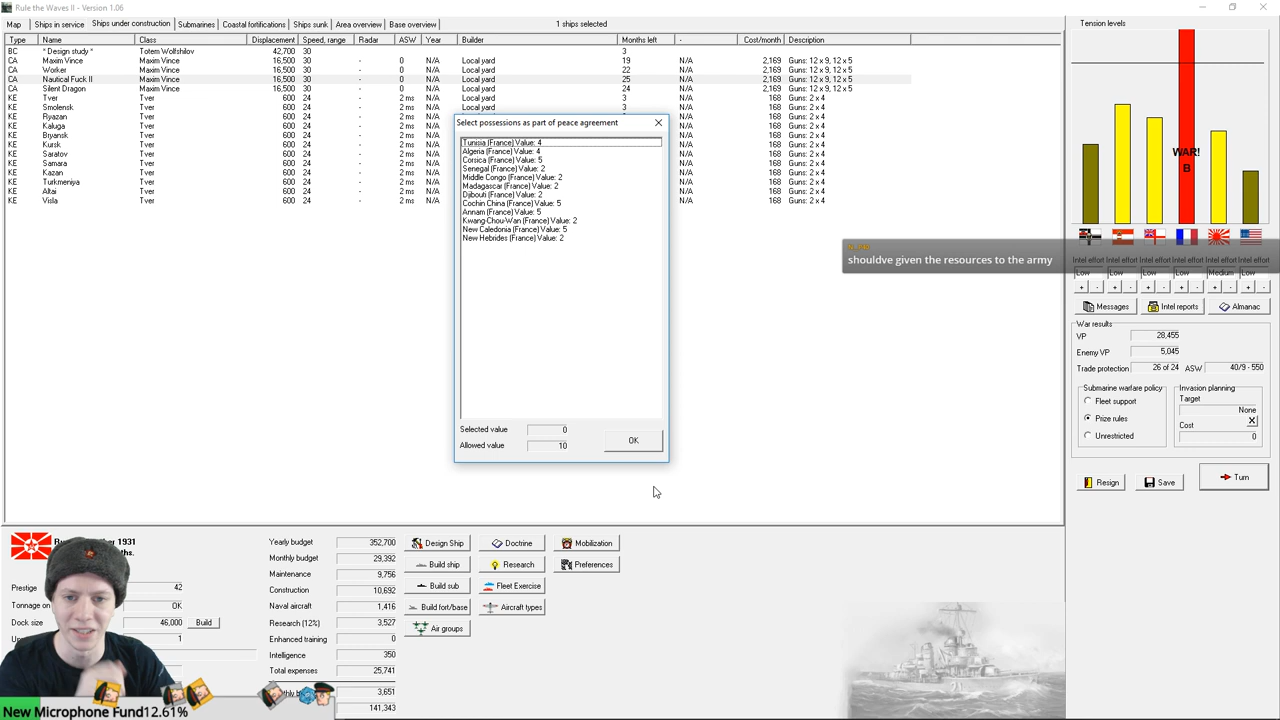 Rule the Waves II - Version 1.06
Map Ships in service Ships under construction Submarines Coastal fortifications Ships sunk Area overview Base overview 1 ships selected
Type Name Class Displacement Speed, range Radar ASW Year Builder Months left - Cost/month Description
BC * Design study * Totem Wolfshilov 42,700 30 3
CA Maxim Vince Maxim Vince 16,500 30 - 0 N/A Local yard 19 N/A 2,169 Guns: 12 x 9, 12 x 5
CA Worker Maxim Vince 16,500 30 - 0 N/A Local yard 22 N/A 2,169 Guns: 12 x 9, 12 x 5
CA Nautical Fuck II Maxim Vince 16,500 30 - 0 N/A Local yard 25 N/A 2,169 Guns: 12 x 9, 12 x 5
CA Silent Dragon Maxim Vince 16,500 30 - 0 N/A Local yard 24 N/A 2,169 Guns: 12 x 9, 12 x 5
KE Tver Tver 600 24 - 2 ms N/A Local yard 3 N/A 168 Guns: 2 x 4
KE Smolensk Tver 600 24 - 2 ms N/A Local yard 3 N/A 168 Guns: 2 x 4
KE Ryazan Tver 600 24 - 2 ms N/A N/A 168 Guns: 2 x 4
KE Kaluga Tver 600 24 - 2 ms N/A N/A 168 Guns: 2 x 4
KE Bryansk Tver 600 24 - 2 ms N/A N/A 168 Guns: 2 x 4
KE Kursk Tver 600 24 - 2 ms N/A N/A 168 Guns: 2 x 4
KE Saratov Tver 600 24 - 2 ms N/A N/A 168 Guns: 2 x 4
KE Samara Tver 600 24 - 2 ms N/A N/A 168 Guns: 2 x 4
KE Kazan Tver 600 24 - 2 ms N/A N/A 168 Guns: 2 x 4
KE Turkmeniya Tver 600 24 - 2 ms N/A N/A 168 Guns: 2 x 4
KE Altai Tver 600 24 - 2 ms N/A N/A 168 Guns: 2 x 4
KE Visla Tver 600 24 - 2 ms N/A N/A 168 Guns: 2 x 4
Select possessions as part of peace agreement
Tunisia (France) Value: 4
Algeria (France) Value: 4
Corsica (France) Value: 5
Senegal (France) Value: 2
Middle Congo (France) Value: 2
Madagascar (France) Value: 2
Djibouti (France) Value: 2
Cochin China (France) Value: 5
Annam (France) Value: 5
Kwang-Chou-Wan (France) Value: 2
New Caledonia (France) Value: 5
New Hebrides (France) Value: 2
Selected value 0
Allowed value 10
OK
Tension levels
WAR!
B
shouldve given the resources to the army
Intel effort Intel effort Intel effort Intel effort Intel effort Intel effort
Low Low Low Low Medium Low
+ - + - + - + - + - + -
Messages Intel reports Almanac
War results
VP 28,455
Enemy VP 5,045
Trade protection 26 of 24 ASW 40/9 - 550
Submarine warfare policy
Fleet support
Prize rules
Unrestricted
Invasion planning
Target
None
Cost
0
Resign Save Turn
1931
Prestige 42
Tonnage on OK
Dock size 46,000 Build
1
Yearly budget 352,700
Monthly budget 29,392
Maintenance 9,756
Construction 10,692
Naval aircraft 1,416
Research (12%) 3,527
Enhanced training 0
Intelligence 350
Total expenses 25,741
3,651
141,343
Design Ship Doctrine Mobilization
Build ship Research Preferences
Build sub Fleet Exercise
Build fort/base Aircraft types
Air groups
New Microphone Fund12.61%